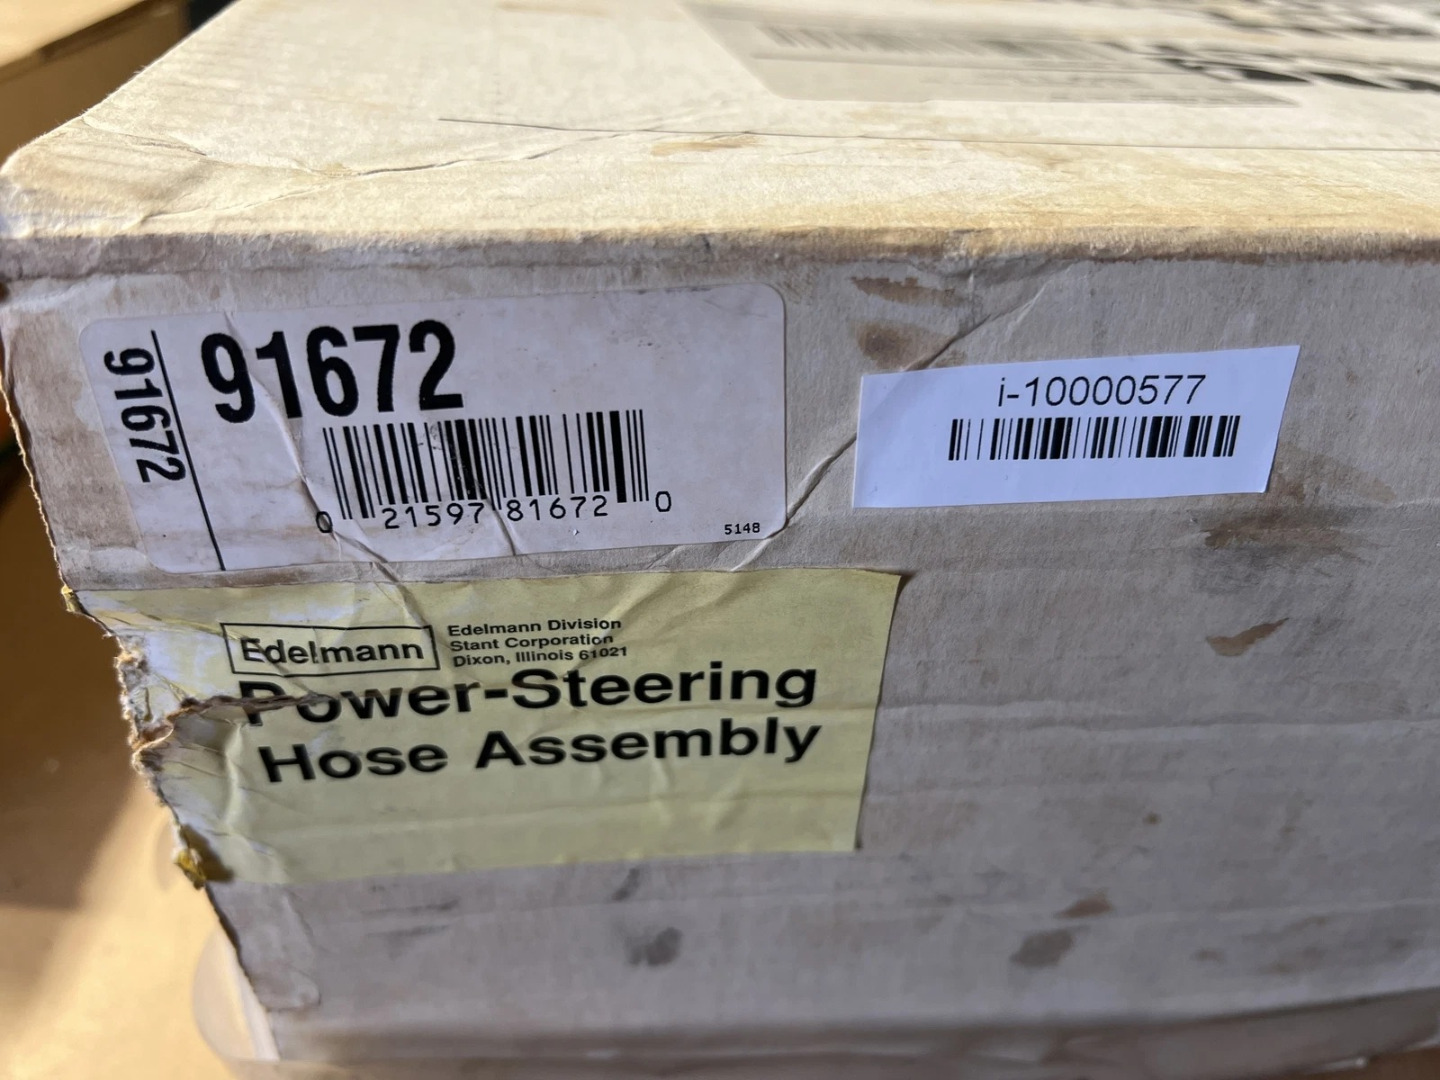 91672
91672
0 21597 81672 0
5148
i-10000577
Edelmann
Edelmann Division
Stant Corporation
Dixon, Illinois 61021
Power-Steering
Hose Assembly